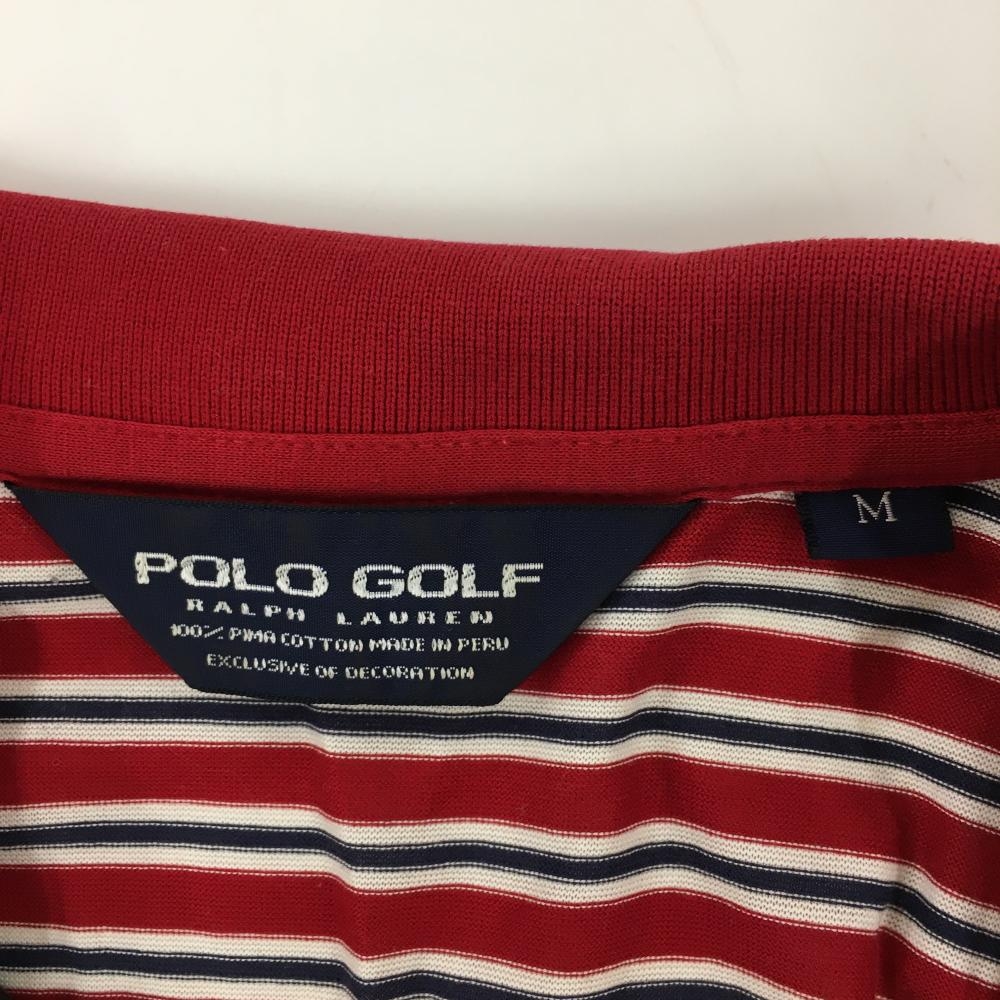 POLO GOLF
RALPH LAUREN
100% PIMA COTTON MADE IN PERU
EXCLUSIVE OF DECORATION
M